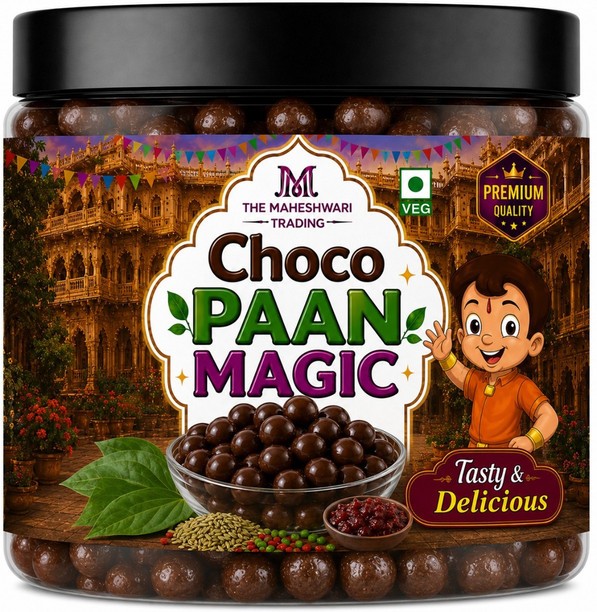 M
THE MAHESHWARI
TRADING
VEG
PREMIUM
QUALITY
Choco
PAAN
MAGIC
Tasty &
Delicious